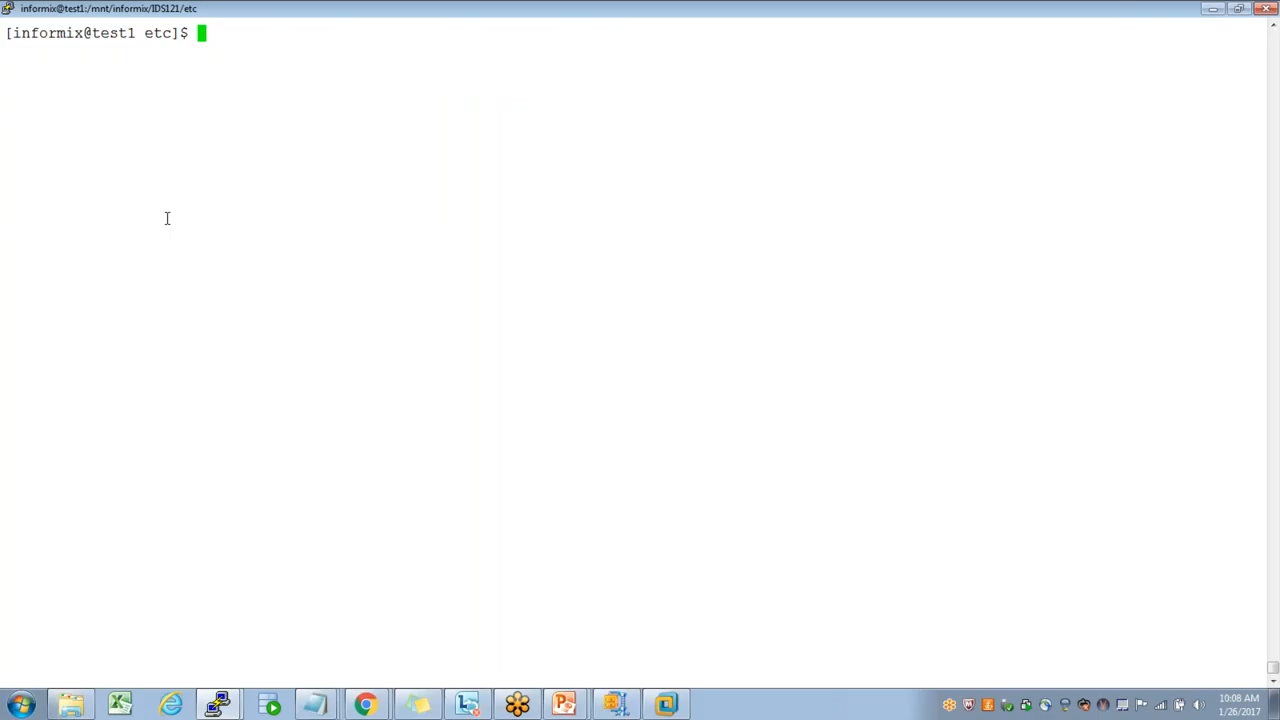 informix@test1:/mnt/informix/IDS121/etc
[informix@test1 etc]$
10:08 AM
1/26/2017